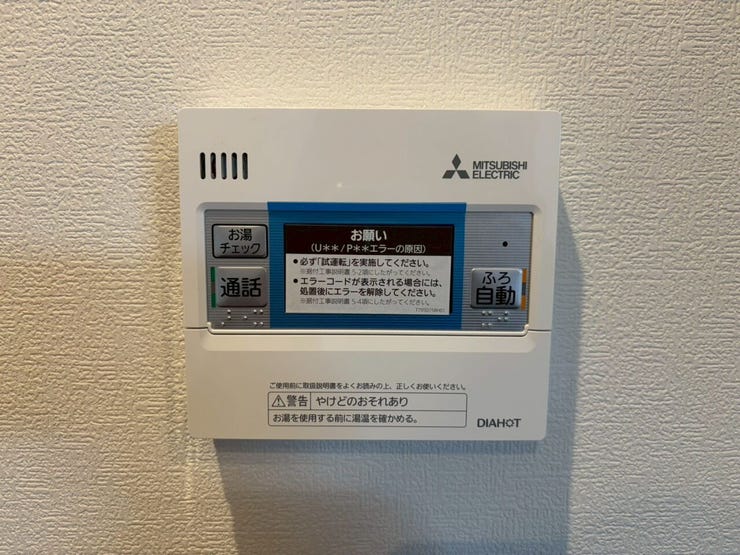 MITSUBISHI
ELECTRIC
お湯
チェック
通話
お願い
(U**/P**エラーの原因)
●必ず「試運転」を実施してください。
※据付工事説明書 5-2項にしたがってください。
●エラーコードが表示される場合には、
処置後にエラーを解除してください。
※据付工事説明書 5-4項にしたがってください。
ふろ
自動
ご使用前に取扱説明書をよくお読みの上、正しくお使いください。
⚠警告 やけどのおそれあり
お湯を使用する前に湯温を確かめる。
DIAHOT